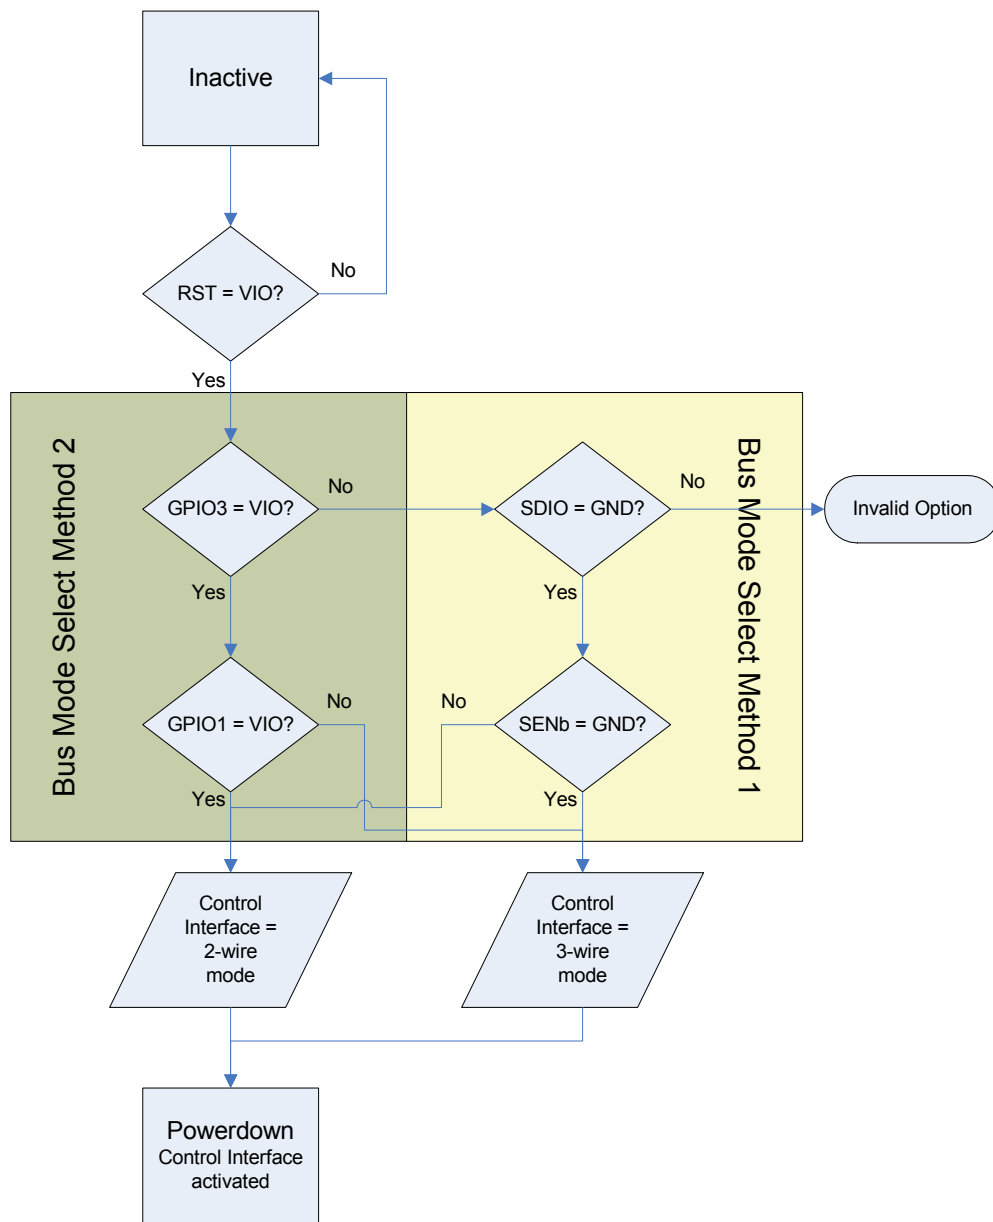 Inactive
RST = VIO?
No
Yes
Bus Mode Select Method 2
GPIO3 = VIO?
No
Yes
GPIO1 = VIO?
No
Yes
Bus Mode Select Method 1
SDIO = GND?
No
Yes
SENb = GND?
No
Yes
Invalid Option
Control
Interface =
2-wire
mode
Control
Interface =
3-wire
mode
Powerdown
Control Interface
activated